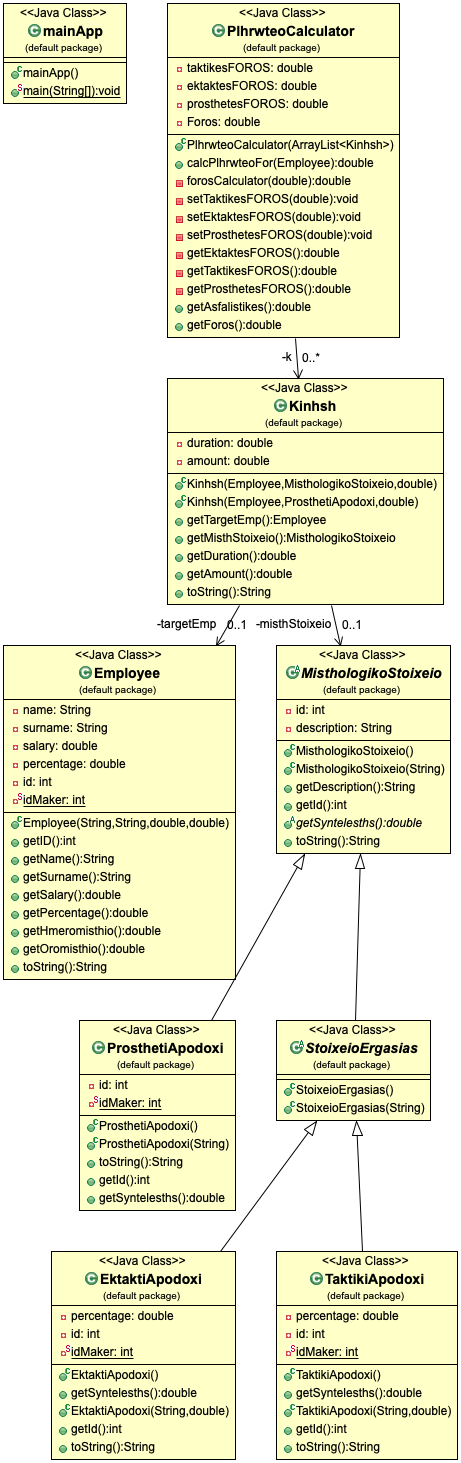 <<Java Class>>
mainApp
(default package)
mainApp()
main(String[]):void
<<Java Class>>
PlhrwteoCalculator
(default package)
taktikesFOROS: double
ektaktesFOROS: double
prosthetesFOROS: double
Foros: double
PlhrwteoCalculator(ArrayList<Kinhsh>)
calcPlhrwteoFor(Employee):double
forosCalculator(double):double
setTaktikesFOROS(double):void
setEktaktesFOROS(double):void
setProsthetesFOROS(double):void
getEktaktesFOROS():double
getTaktikesFOROS():double
getProsthetesFOROS():double
getAsfalistikes():double
getForos():double
-k 0..*
<<Java Class>>
Kinhsh
(default package)
duration: double
amount: double
Kinhsh(Employee,MisthologikoStoixeio,double)
Kinhsh(Employee,ProsthetiApodoxi,double)
getTargetEmp():Employee
getMisthStoixeio():MisthologikoStoixeio
getDuration():double
getAmount():double
toString():String
-targetEmp 0..1
-misthStoixeio 0..1
<<Java Class>>
Employee
(default package)
name: String
surname: String
salary: double
percentage: double
id: int
idMaker: int
Employee(String,String,double,double)
getID():int
getName():String
getSurname():String
getSalary():double
getPercentage():double
getHmeromisthio():double
getOromisthio():double
toString():String
<<Java Class>>
MisthologikoStoixeio
(default package)
id: int
description: String
MisthologikoStoixeio()
MisthologikoStoixeio(String)
getDescription():String
getId():int
getSyntelesths():double
toString():String
<<Java Class>>
ProsthetiApodoxi
(default package)
id: int
idMaker: int
ProsthetiApodoxi()
ProsthetiApodoxi(String)
toString():String
getId():int
getSyntelesths():double
<<Java Class>>
StoixeioErgasias
(default package)
StoixeioErgasias()
StoixeioErgasias(String)
<<Java Class>>
EktaktiApodoxi
(default package)
percentage: double
id: int
idMaker: int
EktaktiApodoxi()
getSyntelesths():double
EktaktiApodoxi(String,double)
getId():int
toString():String
<<Java Class>>
TaktikiApodoxi
(default package)
percentage: double
id: int
idMaker: int
TaktikiApodoxi()
getSyntelesths():double
TaktikiApodoxi(String,double)
getId():int
toString():String